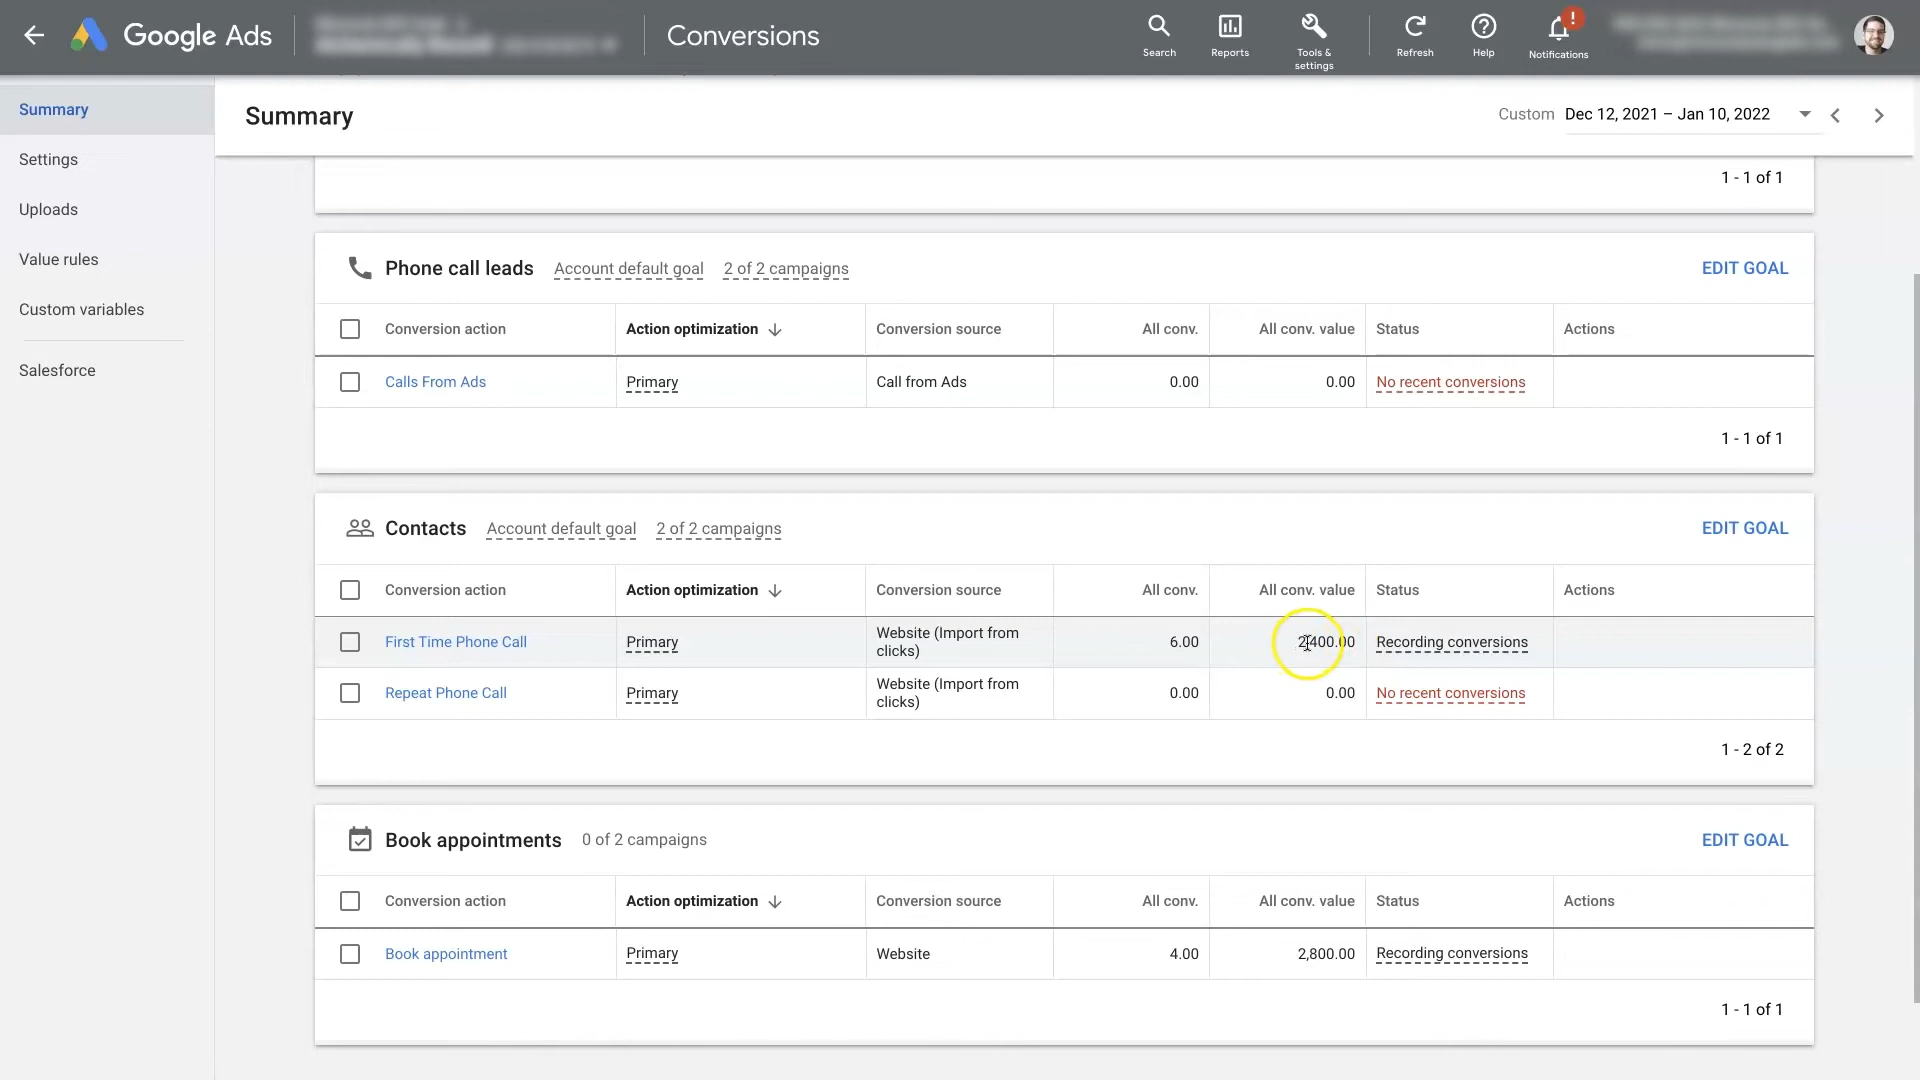 Google Ads
Conversions
Search
Reports
Tools &
settings
Refresh
Help
!
Notifications
Summary
Settings
Uploads
Value rules
Custom variables
Salesforce
Summary
Custom Dec 12, 2021 – Jan 10, 2022
1 - 1 of 1
Phone call leads Account default goal 2 of 2 campaigns EDIT GOAL
Conversion action Action optimization Conversion source All conv. All conv. value Status Actions
Calls From Ads Primary Call from Ads 0.00 0.00 No recent conversions
1 - 1 of 1
Contacts Account default goal 2 of 2 campaigns EDIT GOAL
Conversion action Action optimization Conversion source All conv. All conv. value Status Actions
First Time Phone Call Primary Website (Import from
clicks) 6.00 2,400.00 Recording conversions
Repeat Phone Call Primary Website (Import from
clicks) 0.00 0.00 No recent conversions
1 - 2 of 2
Book appointments 0 of 2 campaigns EDIT GOAL
Conversion action Action optimization Conversion source All conv. All conv. value Status Actions
Book appointment Primary Website 4.00 2,800.00 Recording conversions
1 - 1 of 1